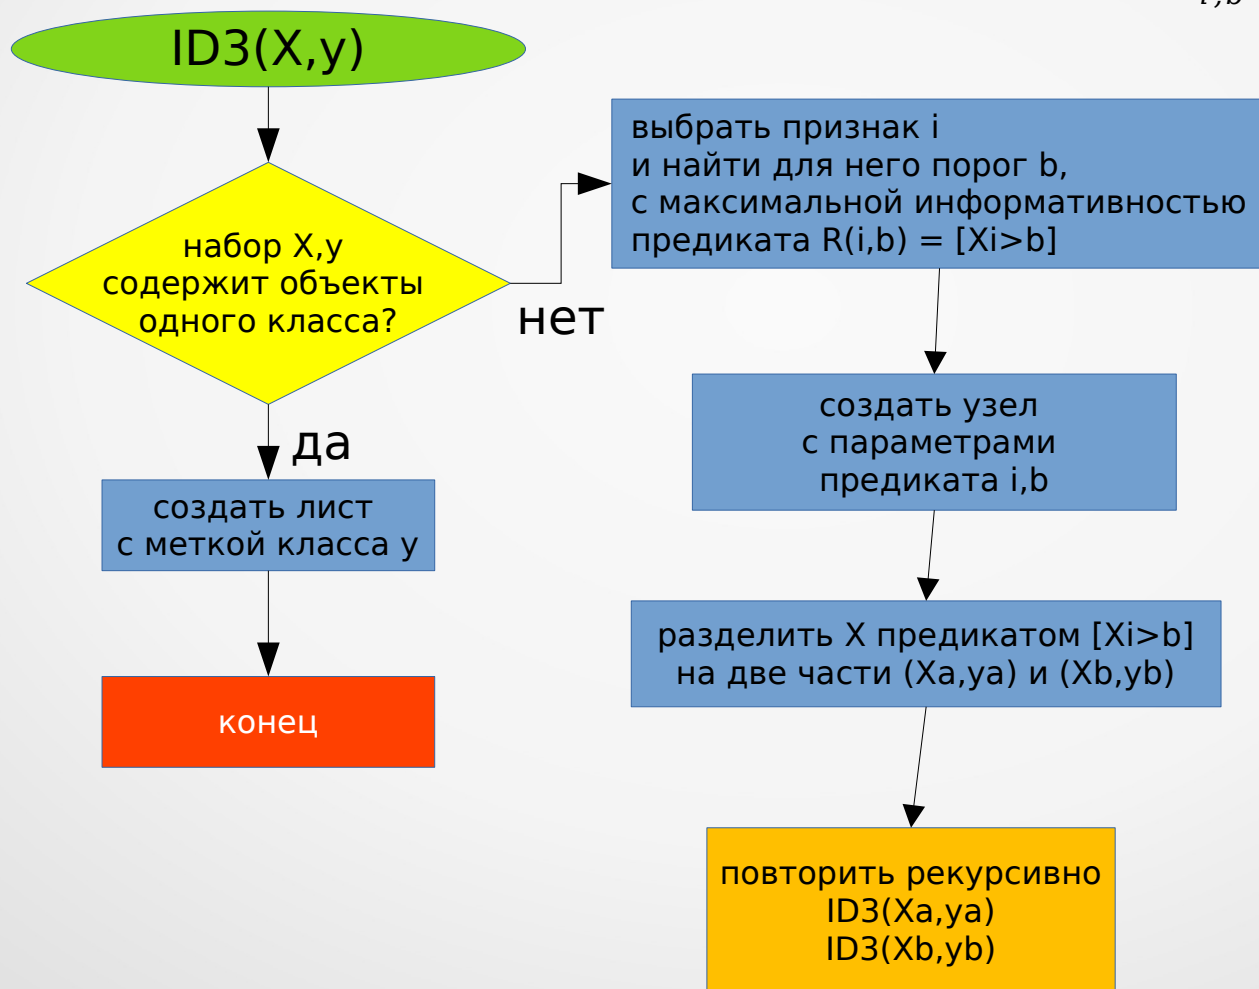 ID3(X,y)
набор X,y
содержит объекты
одного класса?
нет
да
создать лист
с меткой класса y
конец
выбрать признак i
и найти для него порог b,
с максимальной информативностью
предиката R(i,b) = [Xi>b]
создать узел
с параметрами
предиката i,b
разделить X предикатом [Xi>b]
на две части (Xa,ya) и (Xb,yb)
повторить рекурсивно
ID3(Xa,ya)
ID3(Xb,yb)